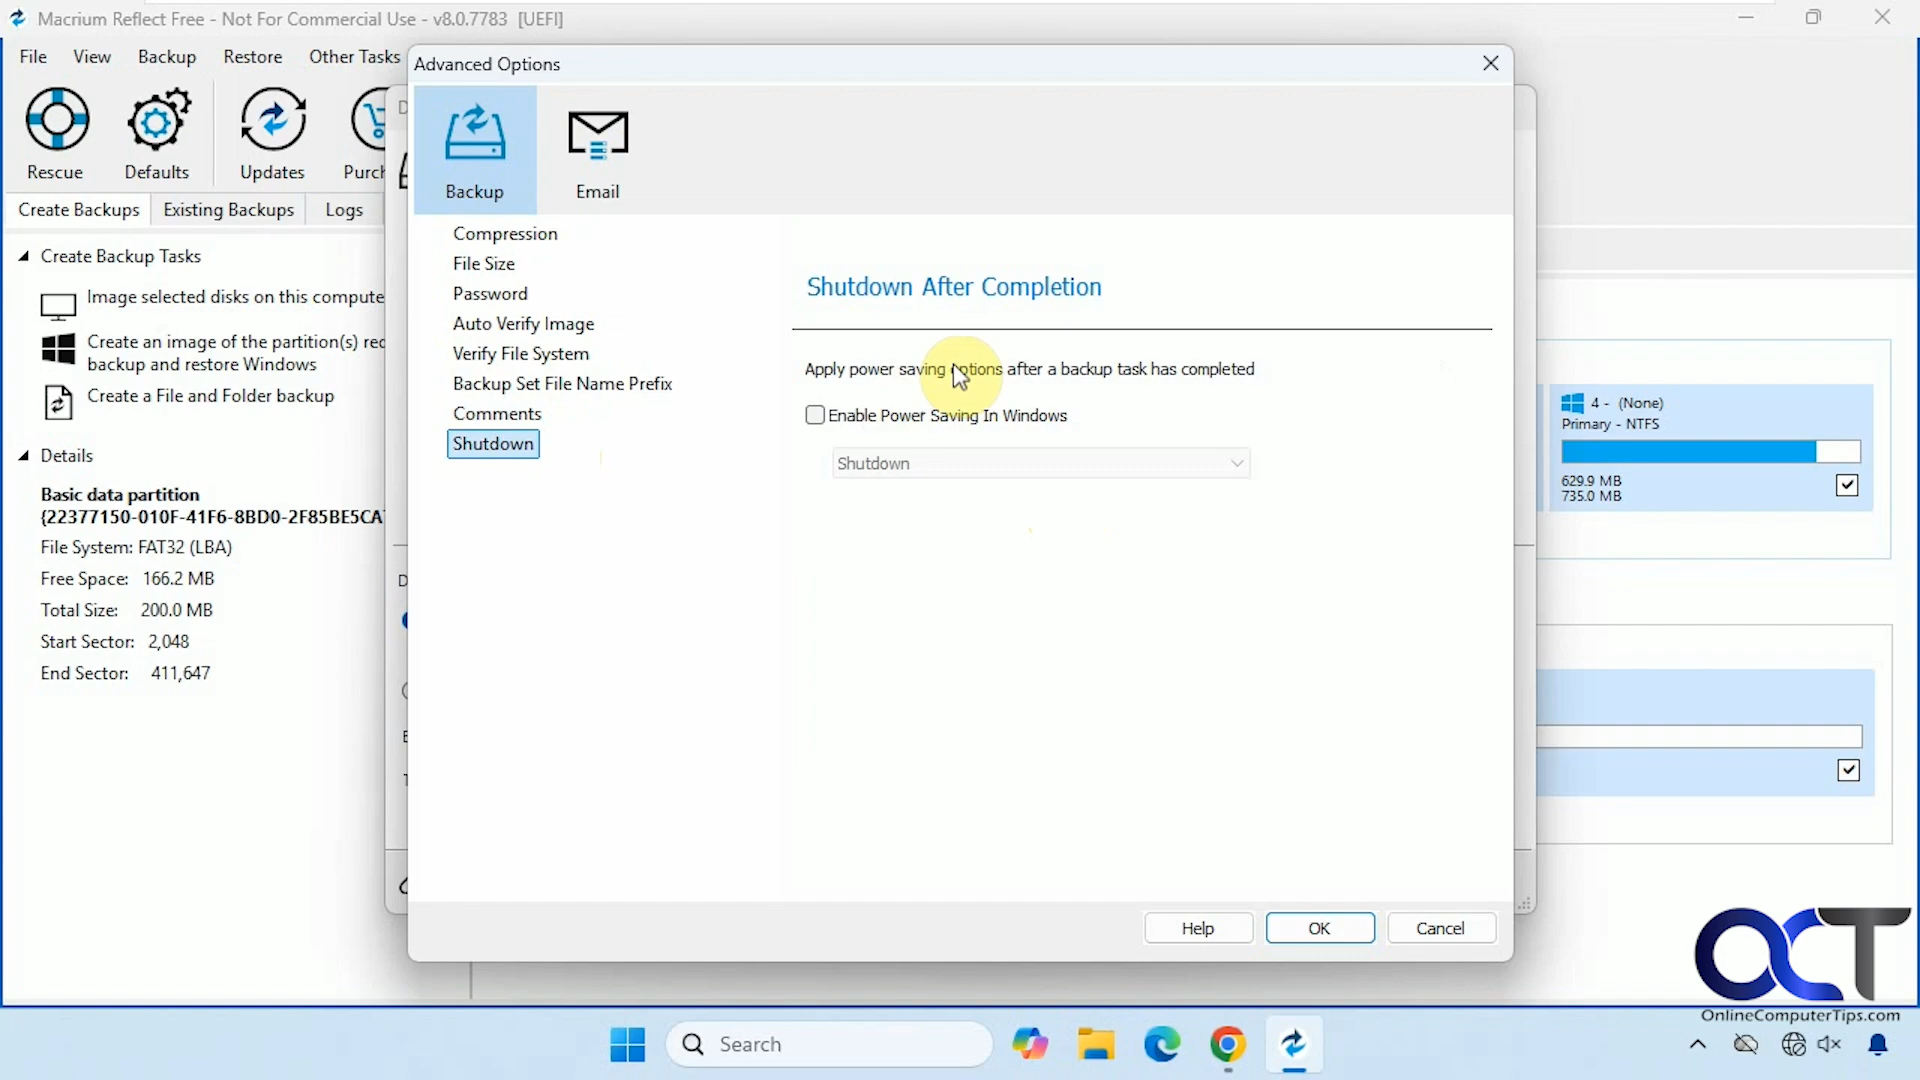 Macrium Reflect Free - Not For Commercial Use - v8.0.7783 [UEFI]
File View Backup Restore Other Tasks
Rescue Defaults Updates Purch
Create Backups Existing Backups Logs
Create Backup Tasks
Image selected disks on this compute
Create an image of the partition(s) rec
backup and restore Windows
Create a File and Folder backup
Details
Basic data partition
{22377150-010F-41F6-8BD0-2F85BE5CA
File System: FAT32 (LBA)
Free Space: 166.2 MB
Total Size: 200.0 MB
Start Sector: 2,048
End Sector: 411,647
Advanced Options
Backup Email
Compression
File Size
Password
Auto Verify Image
Verify File System
Backup Set File Name Prefix
Comments
Shutdown
Shutdown After Completion
Apply power saving options after a backup task has completed
Enable Power Saving In Windows
Shutdown
Help OK Cancel
4 - (None)
Primary - NTFS
629.9 MB
735.0 MB
OCT
OnlineComputerTips.com
Search